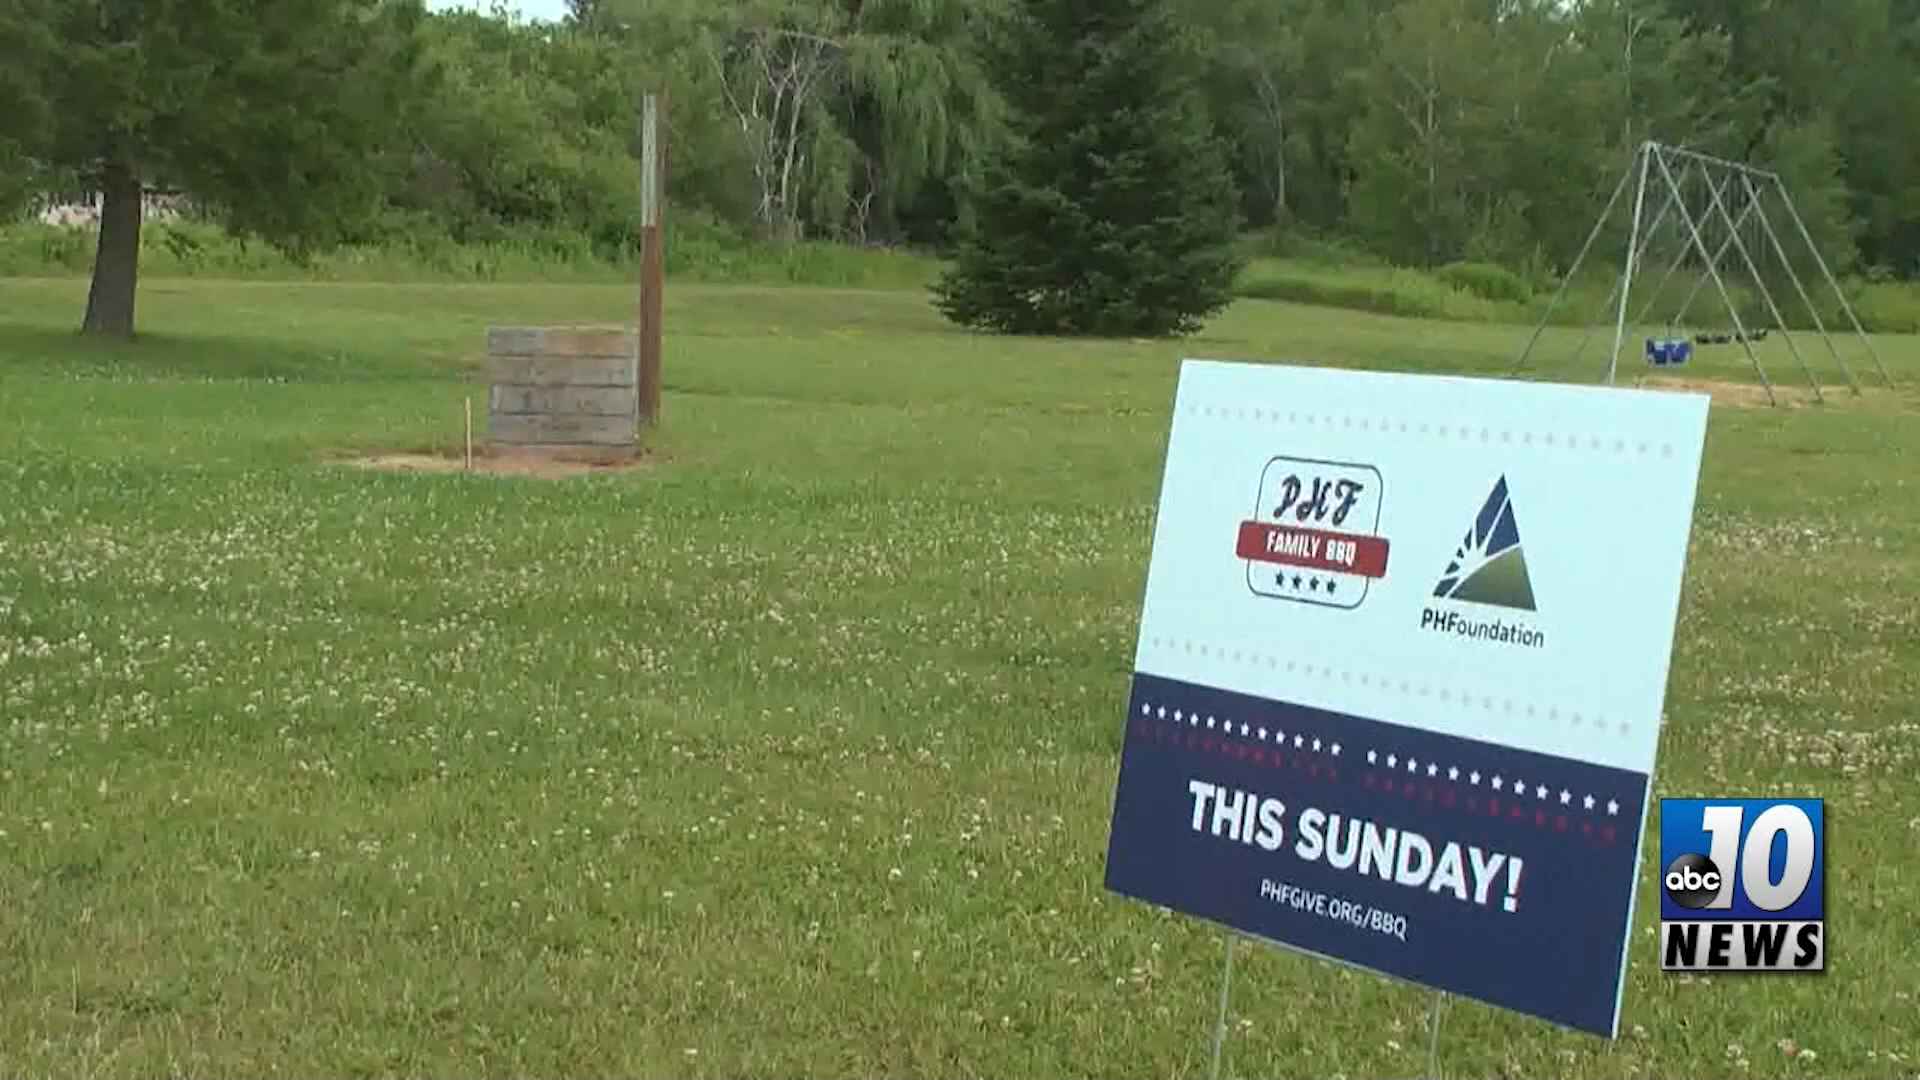 PHF
FAMILY BBQ
PHFoundation
THIS SUNDAY!
PHFGIVE.ORG/BBQ
abc 10
NEWS